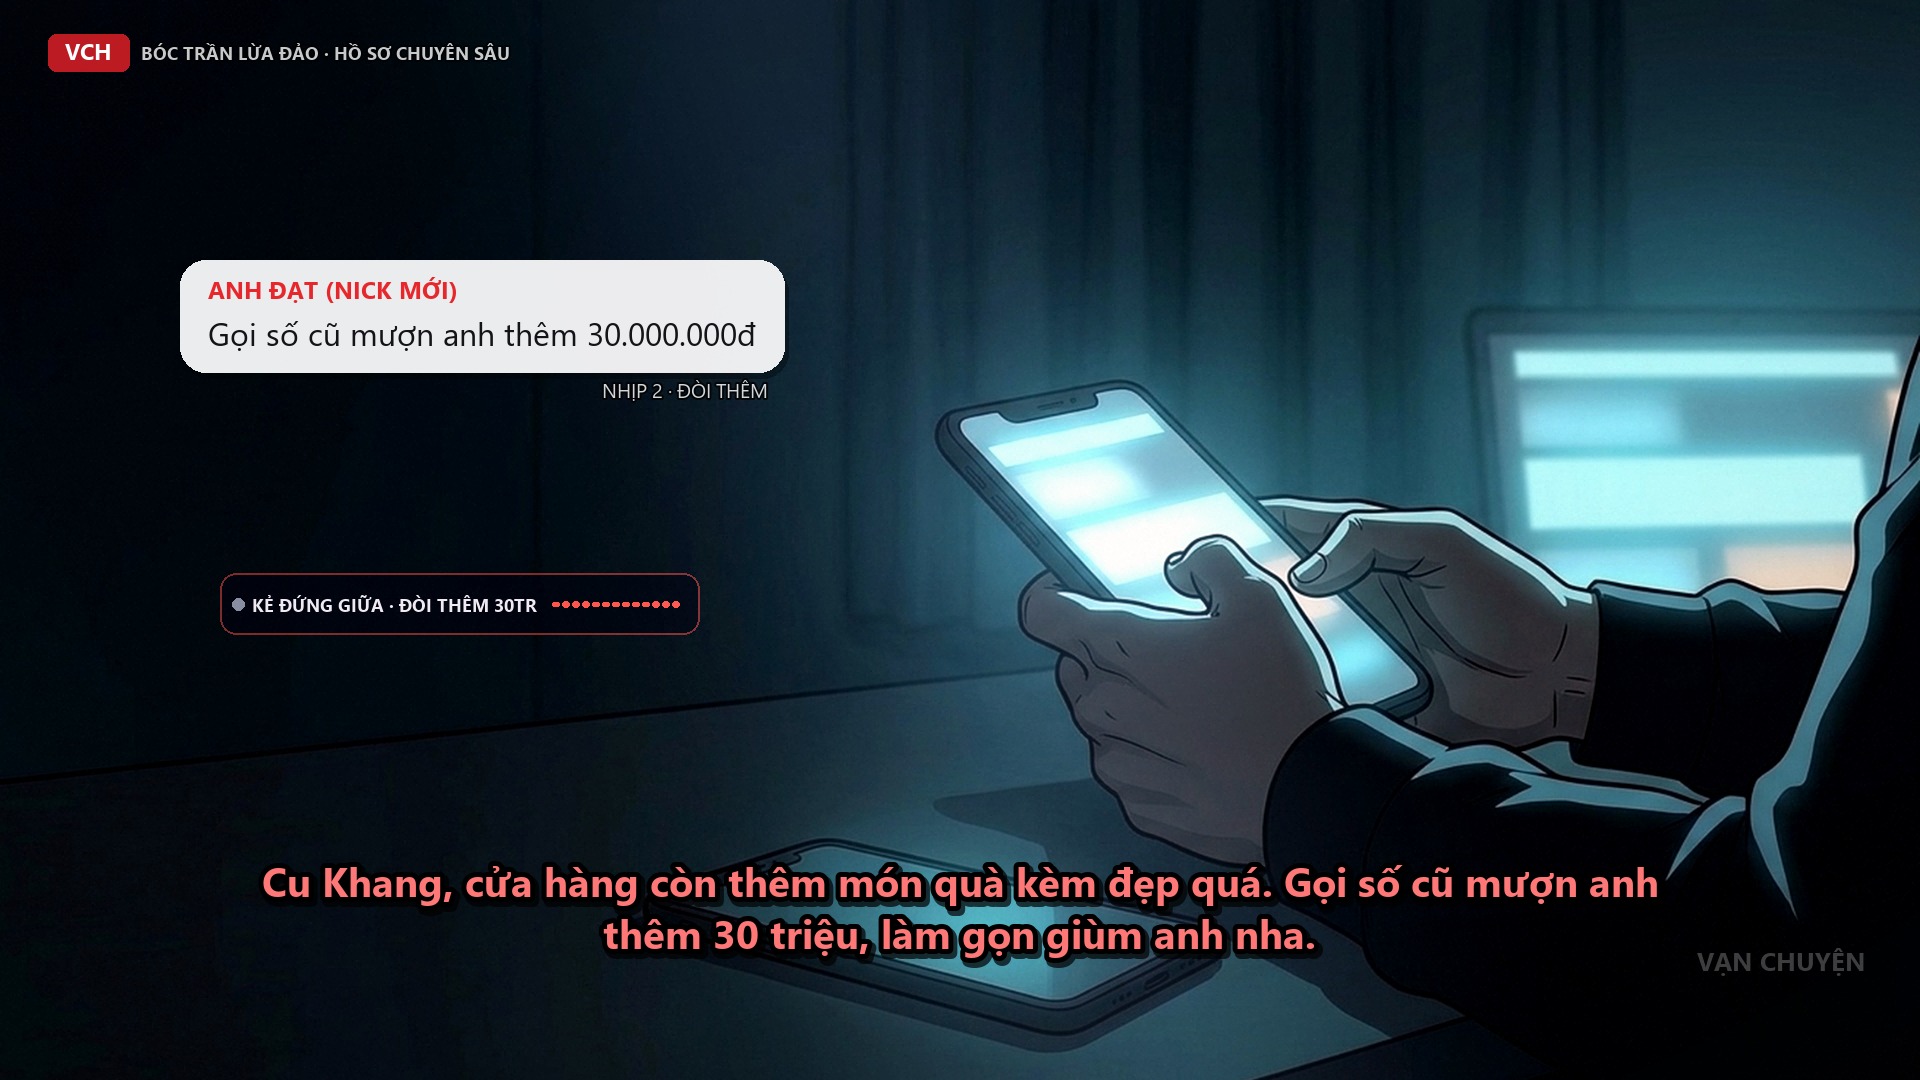 VCH BÓC TRẦN LỪA ĐẢO · HỒ SƠ CHUYÊN SÂU
ANH ĐẠT (NICK MỚI)
Gọi số cũ mượn anh thêm 30.000.000đ
NHỊP 2 · ĐÒI THÊM
KẺ ĐỨNG GIỮA · ĐÒI THÊM 30TR
Cu Khang, cửa hàng còn thêm món quà kèm đẹp quá. Gọi số cũ mượn anh
thêm 30 triệu, làm gọn giùm anh nha.
VẠN CHUYỆN